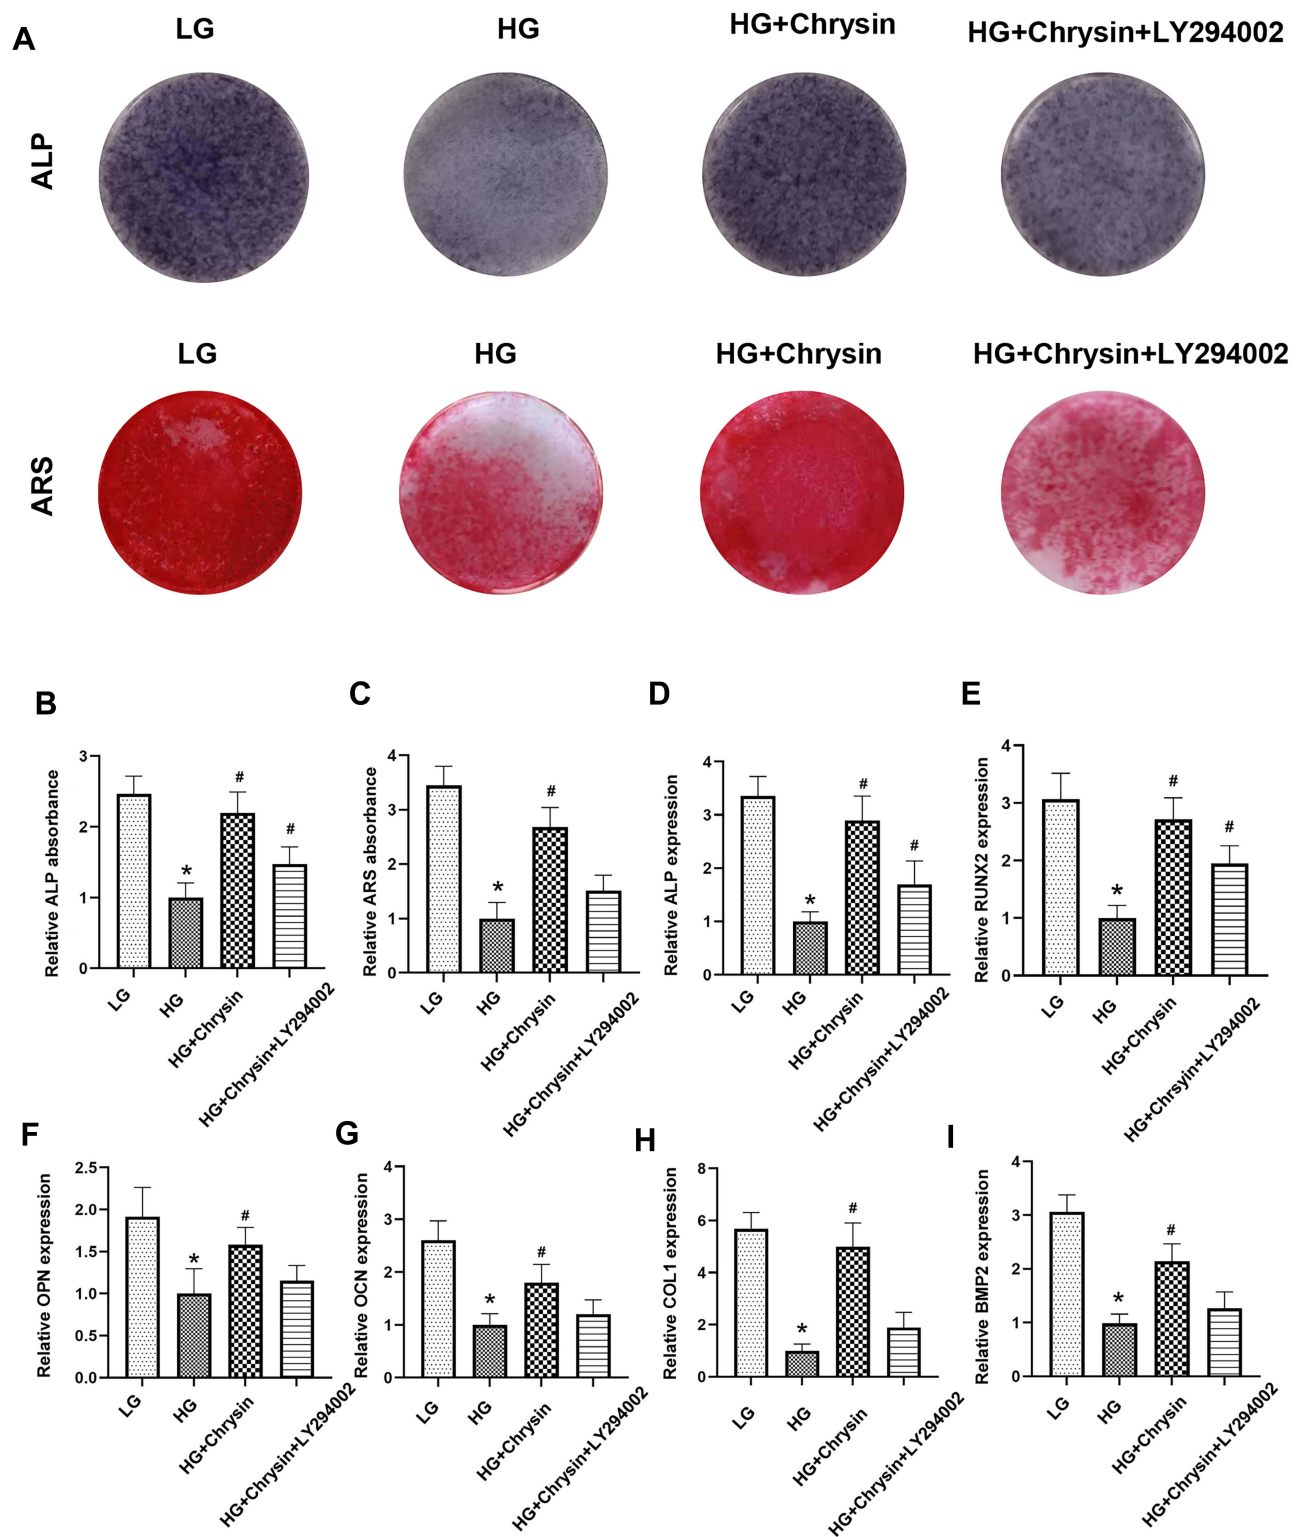 A
LG
HG
HG+Chrysin
HG+Chrysin+LY294002
ALP
LG
HG
HG+Chrysin
HG+Chrysin+LY294002
ARS
B
Relative ALP absorbance
3
2
1
0
*
#
#
LG
HG
HG+Chrysin
HG+Chrysin+LY294002
C
Relative ARS absorbance
4
3
2
1
0
*
#
LG
HG
HG+Chrysin
HG+Chrysin+LY294002
D
Relative ALP expression
4
3
2
1
0
*
#
#
LG
HG
HG+Chrysin
HG+Chrysin+LY294002
E
Relative RUNX2 expression
4
3
2
1
0
*
#
#
LG
HG
HG+Chrysin
HG+Chrsyin+LY294002
F
Relative OPN expression
2.5
2.0
1.5
1.0
0.5
0.0
*
#
LG
HG
HG+Chrysin
HG+Chrysin+LY294002
G
Relative OCN expression
4
3
2
1
0
*
#
LG
HG
HG+Chrysin
HG+Chrysin+LY294002
H
Relative COL1 expression
8
6
4
2
0
*
#
LG
HG
HG+Chrysin
HG+Chrysin+LY294002
I
Relative BMP2 expression
4
3
2
1
0
*
#
LG
HG
HG+Chrysin
HG+Chrysin+LY294002